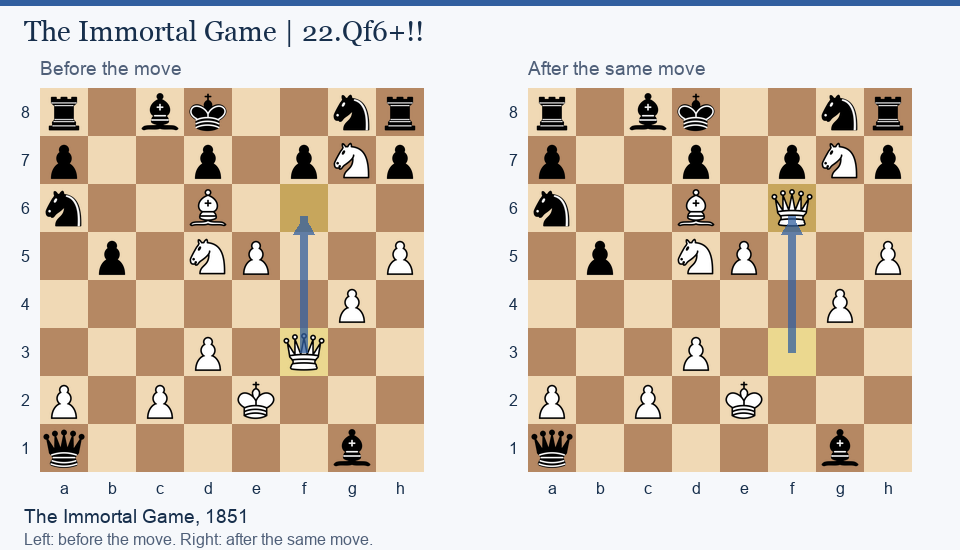 The Immortal Game | 22.Qf6+!!
Before the move
After the same move
8
7
6
5
4
3
2
1
a b c d e f g h
8
7
6
5
4
3
2
1
a b c d e f g h
The Immortal Game, 1851
Left: before the move. Right: after the same move.